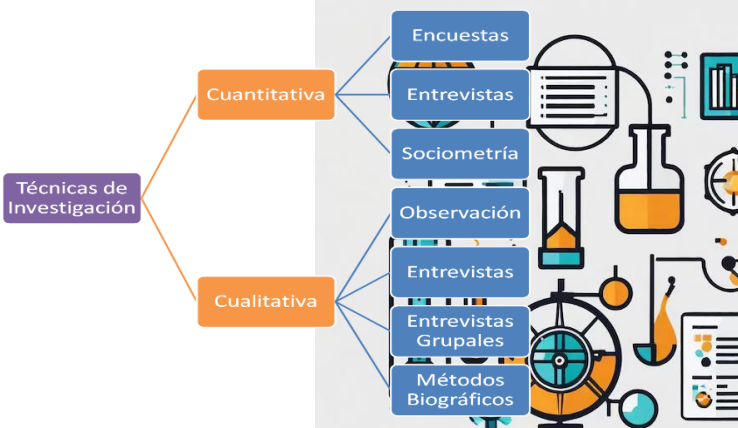 Técnicas de
Investigación
Cuantitativa
Encuestas
Entrevistas
Sociometría
Cualitativa
Observación
Entrevistas
Entrevistas
Grupales
Métodos
Biográficos